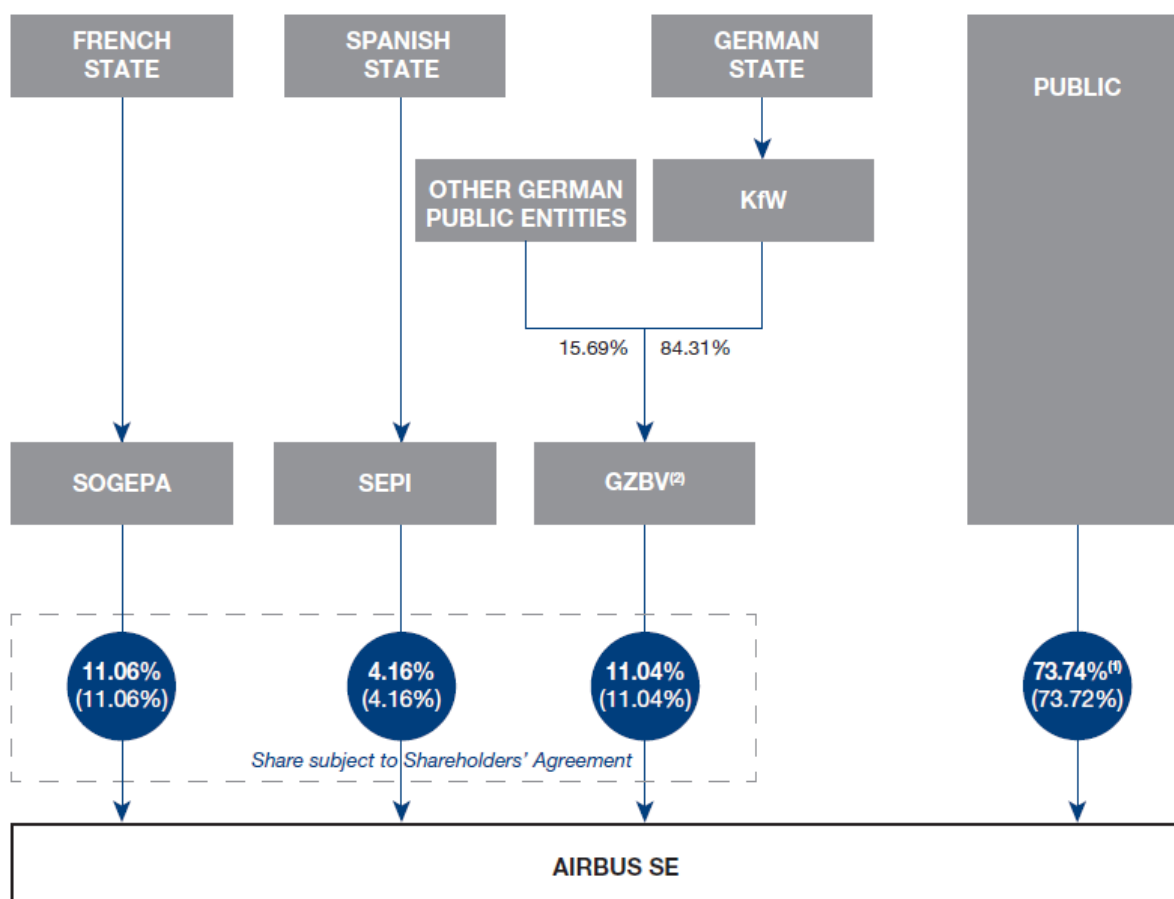 FRENCH
STATE
SPANISH
STATE
GERMAN
STATE
PUBLIC
OTHER GERMAN
PUBLIC ENTITIES
KfW
15.69%
84.31%
SOGEPA
SEPI
GZBV(2)
11.06%
(11.06%)
4.16%
(4.16%)
11.04%
(11.04%)
73.74%(1)
(73.72%)
Share subject to Shareholders' Agreement
AIRBUS SE